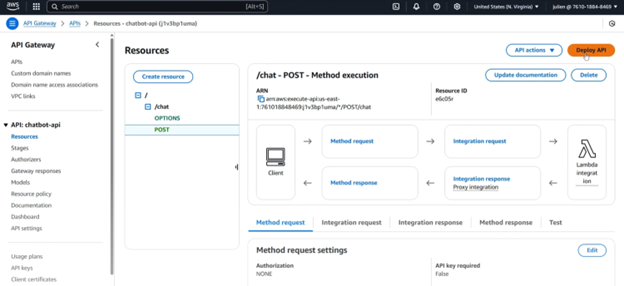 aws
Search
[Alt+S]
United States (N. Virginia)
julien @ 7610-1884-8469
API Gateway
APIs
Resources - chatbot-api (j1v3bp1uma)
API Gateway
APIs
Custom domain names
Domain name access associations
VPC links
API: chatbot-api
Resources
Stages
Authorizers
Gateway responses
Models
Resource policy
Documentation
Dashboard
API settings
Usage plans
API keys
Client certificates
Resources
API actions
Deploy API
Create resource
/
/chat
OPTIONS
POST
/chat - POST - Method execution
Update documentation
Delete
ARN
arn:aws:execute-api:us-east-
1:761018848469:j1v3bp1uma/*/POST/chat
Resource ID
e6c05r
Client
Method request
Integration request
Method response
Integration response
Proxy integration
Lambda
integrat
ion
Method request
Integration request
Integration response
Method response
Test
Method request settings
Edit
Authorization
NONE
API key required
False